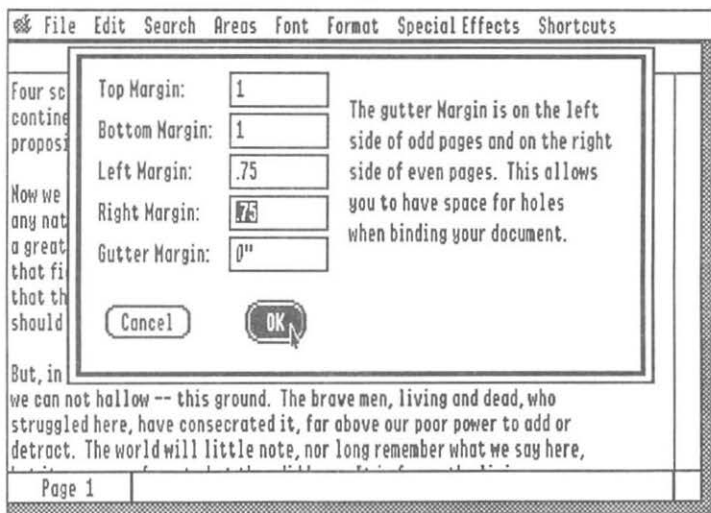 File Edit Search Areas Font Format Special Effects Shortcuts
Top Margin: 1
Bottom Margin: 1
Left Margin: .75
Right Margin: .75
Gutter Margin: 0"
The gutter Margin is on the left
side of odd pages and on the right
side of even pages. This allows
you to have space for holes
when binding your document.
Cancel OK
Four sc
contine
proposi
Now we
any nat
a great
that fi
that th
should
But, in
we can not hallow -- this ground. The brave men, living and dead, who
struggled here, have consecrated it, far above our poor power to add or
detract. The world will little note, nor long remember what we say here,
Page 1